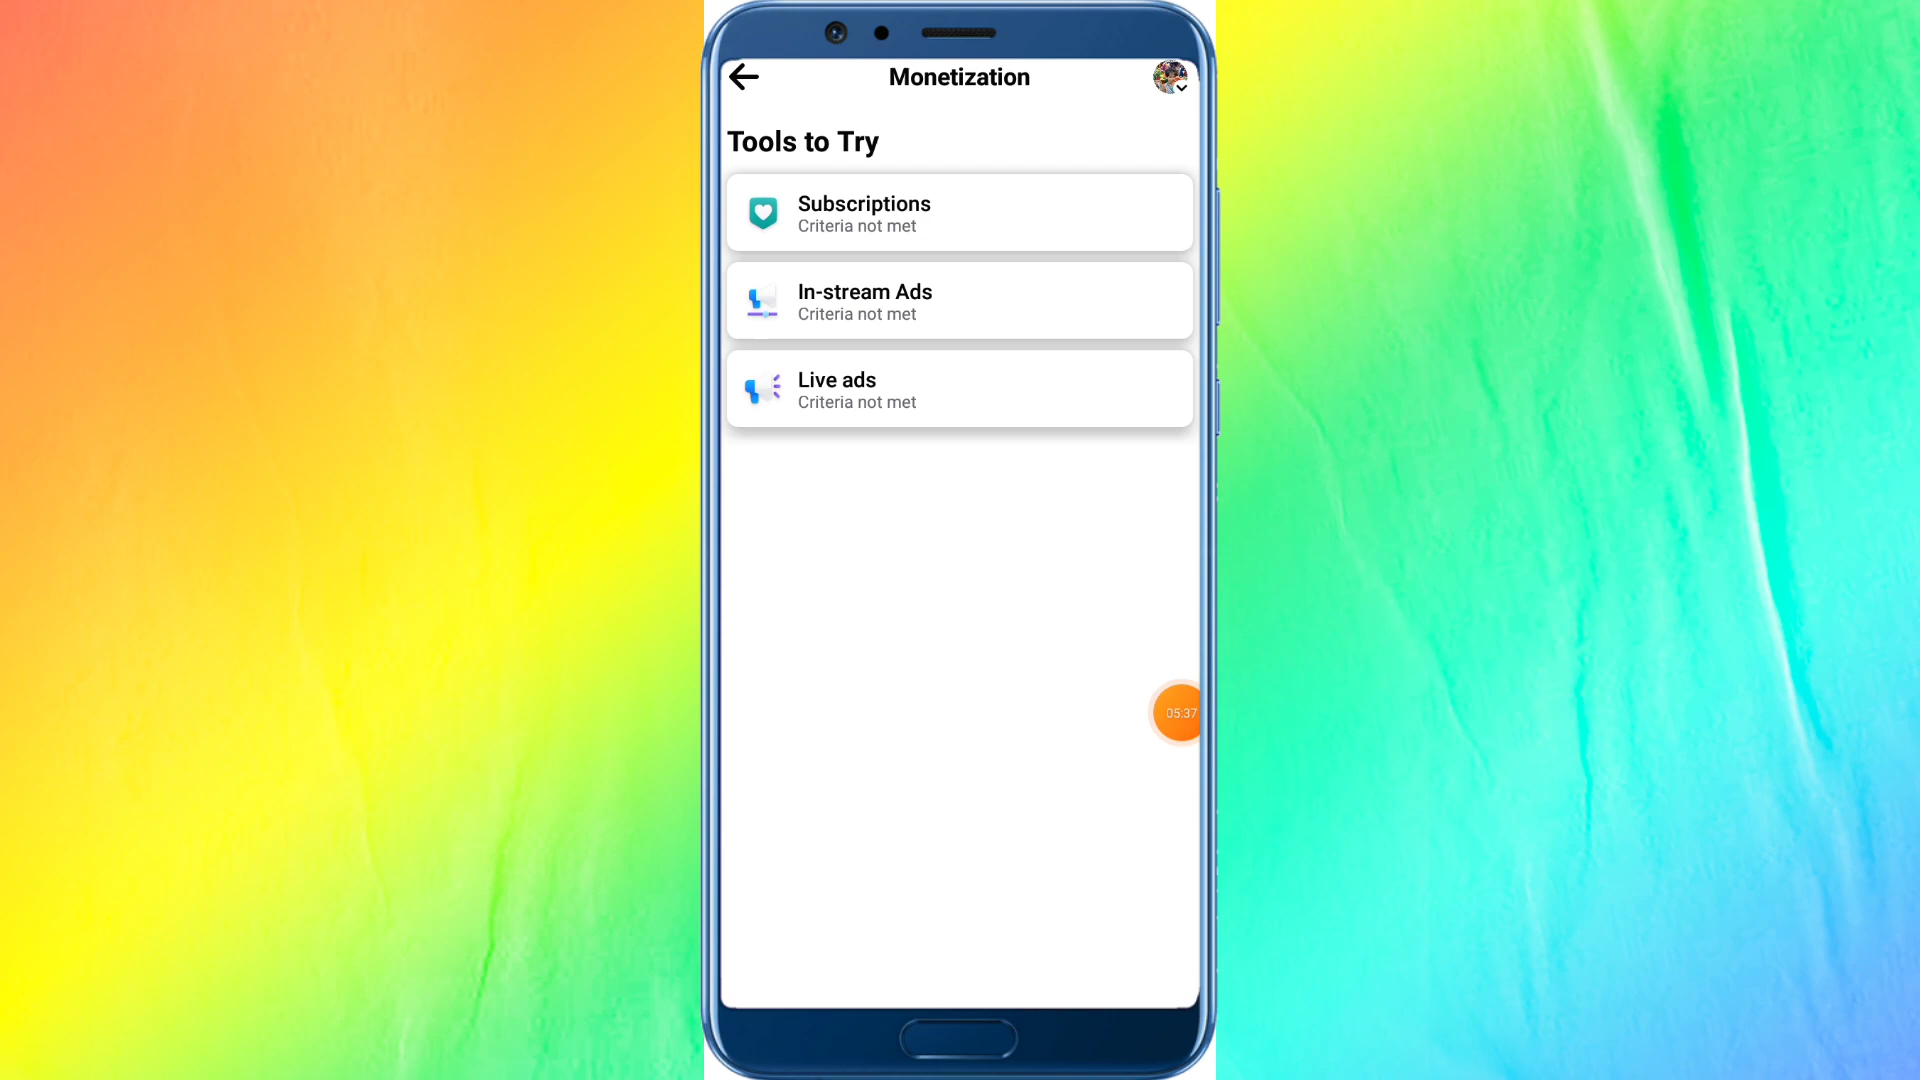 Monetization
Tools to Try
Subscriptions
Criteria not met
In-stream Ads
Criteria not met
Live ads
Criteria not met
05:37